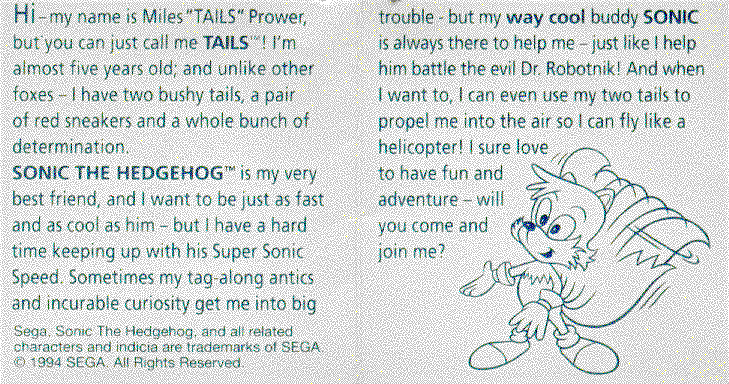 Hi – my name is Miles "TAILS" Prower,
but you can just call me TAILS™! I'm
almost five years old; and unlike other
foxes – I have two bushy tails, a pair
of red sneakers and a whole bunch of
determination.
SONIC THE HEDGEHOG™ is my very
best friend, and I want to be just as fast
and as cool as him – but I have a hard
time keeping up with his Super Sonic
Speed. Sometimes my tag-along antics
and incurable curiosity get me into big
Sega, Sonic The Hedgehog, and all related
characters and indicia are trademarks of SEGA
© 1994 SEGA. All Rights Reserved.
trouble - but my way cool buddy SONIC
is always there to help me – just like I help
him battle the evil Dr. Robotnik! And when
I want to, I can even use my two tails to
propel me into the air so I can fly like a
helicopter! I sure love
to have fun and
adventure – will
you come and
join me?